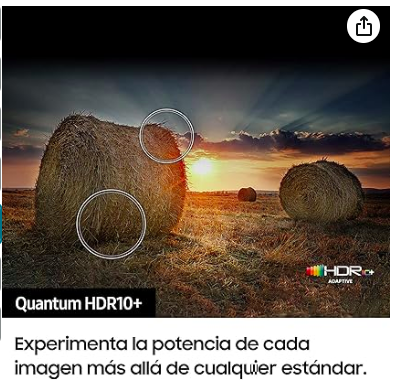 HDR10+
ADAPTIVE
Quantum HDR10+
Experimenta la potencia de cada
imagen más allá de cualquier estándar.